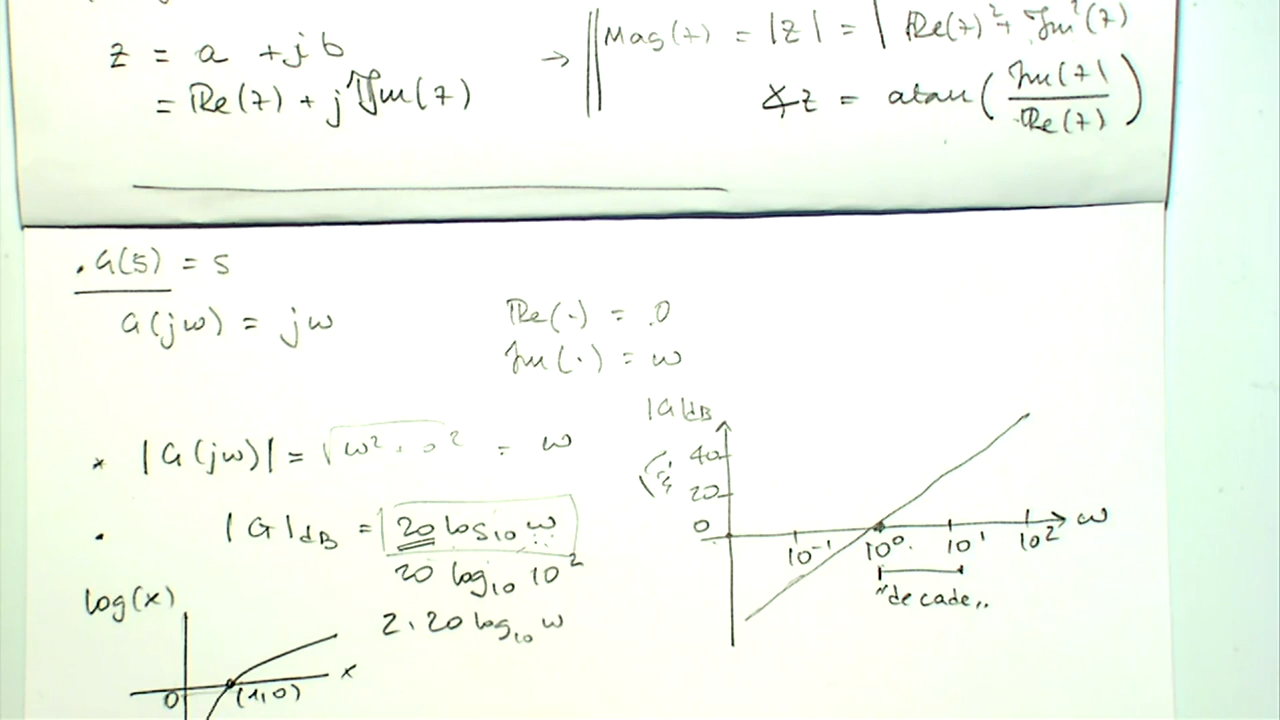 z = a + j b
= Re(z) + j Im(z)
→ Mag(z) = |z| = | Re(z)² + Im²(z)
∡z = atan( Im(z) / Re(z) )
. G(s) = s
G(jω) = jω
Re(·) = 0
Im(·) = ω
* |G(jω)| = √ω² + 0² = ω
· |G|dB = 20 log10 ω
20 log10 10²
2 · 20 log10 ω
log(x)
x
0
(1,0)
|G|dB
40
20
0
10⁻¹ 10⁰ 10¹ 10² ω
"decade"